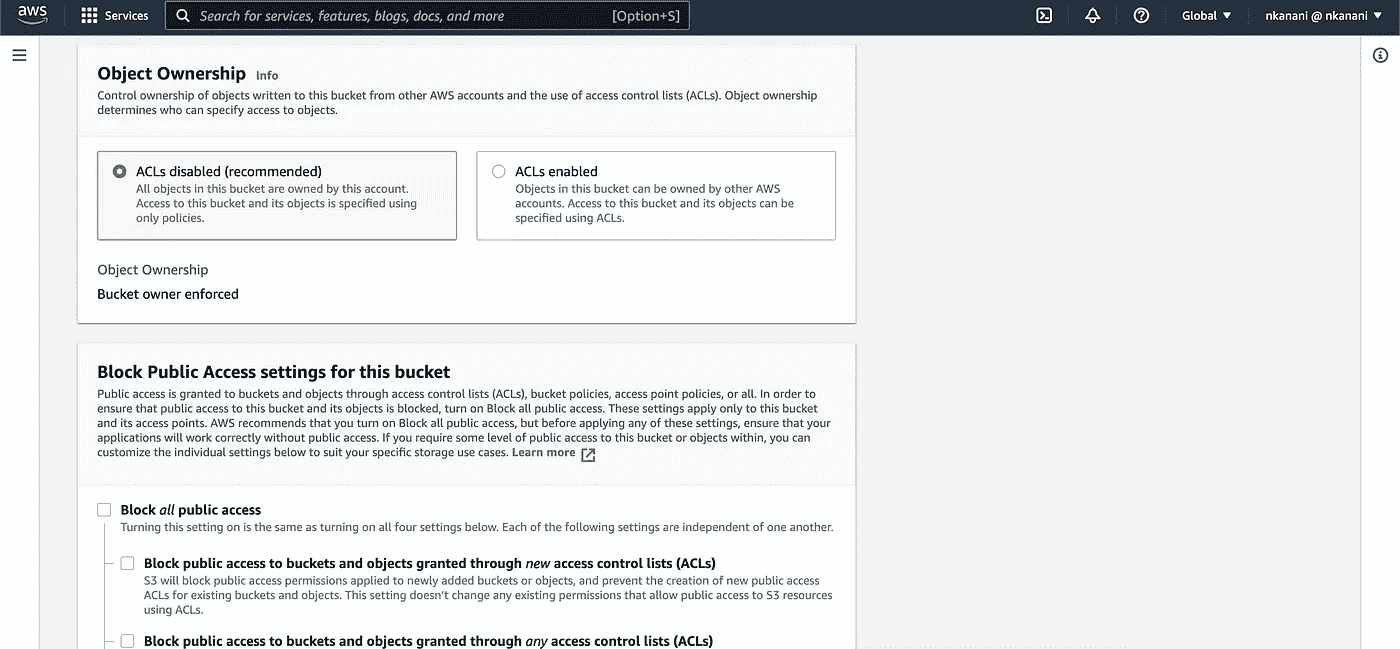 aws
Services
Search for services, features, blogs, docs, and more
[Option+S]
Global ▼
nkanani @ nkanani ▼
Object Ownership Info
Control ownership of objects written to this bucket from other AWS accounts and the use of access control lists (ACLs). Object ownership
determines who can specify access to objects.
ACLs disabled (recommended)
All objects in this bucket are owned by this account.
Access to this bucket and its objects is specified using
only policies.
ACLs enabled
Objects in this bucket can be owned by other AWS
accounts. Access to this bucket and its objects can be
specified using ACLs.
Object Ownership
Bucket owner enforced
Block Public Access settings for this bucket
Public access is granted to buckets and objects through access control lists (ACLs), bucket policies, access point policies, or all. In order to
ensure that public access to this bucket and its objects is blocked, turn on Block all public access. These settings apply only to this bucket
and its access points. AWS recommends that you turn on Block all public access, but before applying any of these settings, ensure that your
applications will work correctly without public access. If you require some level of public access to this bucket or objects within, you can
customize the individual settings below to suit your specific storage use cases. Learn more
Block all public access
Turning this setting on is the same as turning on all four settings below. Each of the following settings are independent of one another.
Block public access to buckets and objects granted through new access control lists (ACLs)
S3 will block public access permissions applied to newly added buckets or objects, and prevent the creation of new public access
ACLs for existing buckets and objects. This setting doesn't change any existing permissions that allow public access to S3 resources
using ACLs.
Block public access to buckets and objects granted through any access control lists (ACLs)